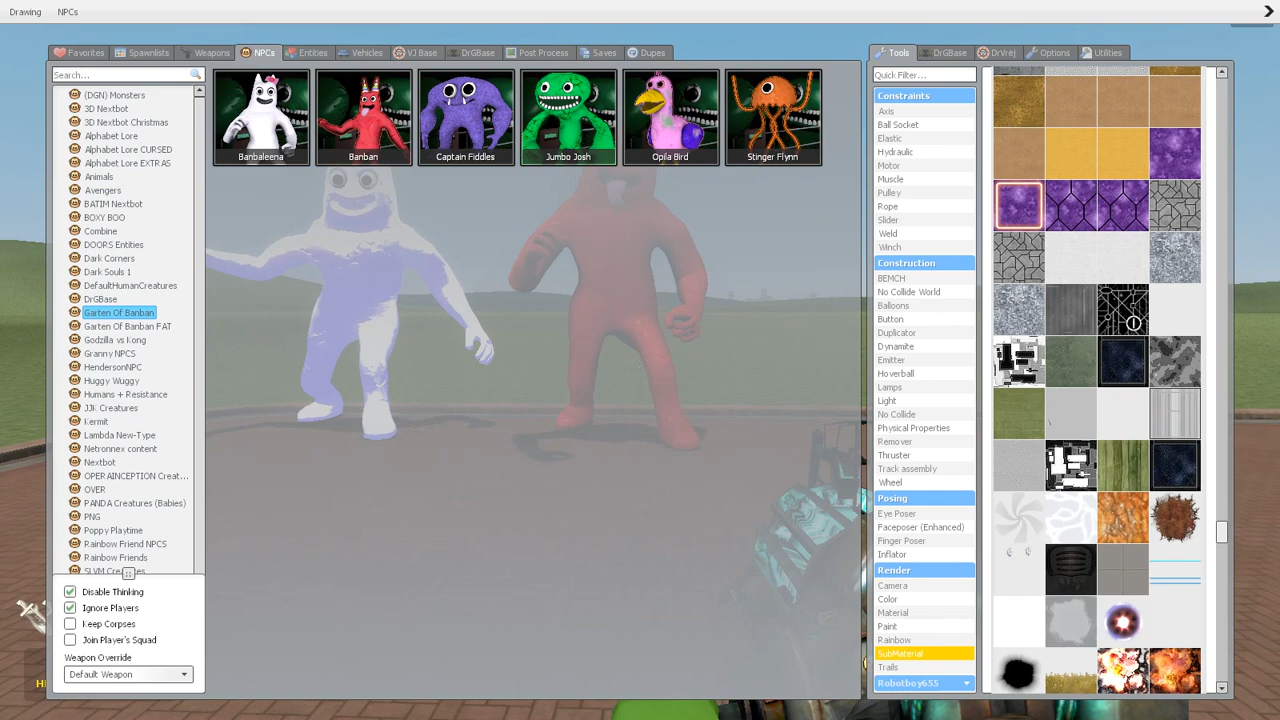 Drawing NPCs
Favorites Spawnlists Weapons NPCs Entities Vehicles VJ Base DrGBase Post Process Saves Dupes
Search...
(DGN) Monsters
3D Nextbot
3D Nextbot Christmas
Alphabet Lore
Alphabet Lore CURSED
Alphabet Lore EXTRAS
Animals
Avengers
BATIM Nextbot
BOXY BOO
Combine
DOORS Entities
Dark Corners
Dark Souls 1
DefaultHumanCreatures
DrGBase
Garten Of Banban
Garten Of Banban FAT
Godzilla vs Kong
Granny NPCS
HendersonNPC
Huggy Wuggy
Humans + Resistance
JJK Creatures
Kermit
Lambda New-Type
Netronnex content
Nextbot
OPERAINCEPTION Creat...
OVER
PANDA Creatures (Babies)
PNG
Poppy Playtime
Rainbow Friend NPCS
Rainbow Friends
Disable Thinking
Ignore Players
Keep Corpses
Join Player's Squad
Weapon Override
Default Weapon
Banbaleena Banban Captain Fiddles Jumbo Josh Opila Bird Stinger Flynn
Tools DrGBase DrVrej Options Utilities
Quick Filter...
Constraints
Axis
Ball Socket
Elastic
Hydraulic
Motor
Muscle
Pulley
Rope
Slider
Weld
Winch
Construction
BEMCH
No Collide World
Balloons
Button
Duplicator
Dynamite
Emitter
Hoverball
Lamps
Light
No Collide
Physical Properties
Remover
Thruster
Track assembly
Wheel
Posing
Eye Poser
Faceposer (Enhanced)
Finger Poser
Inflator
Render
Camera
Color
Material
Paint
Rainbow
SubMaterial
Trails
Robotboy655